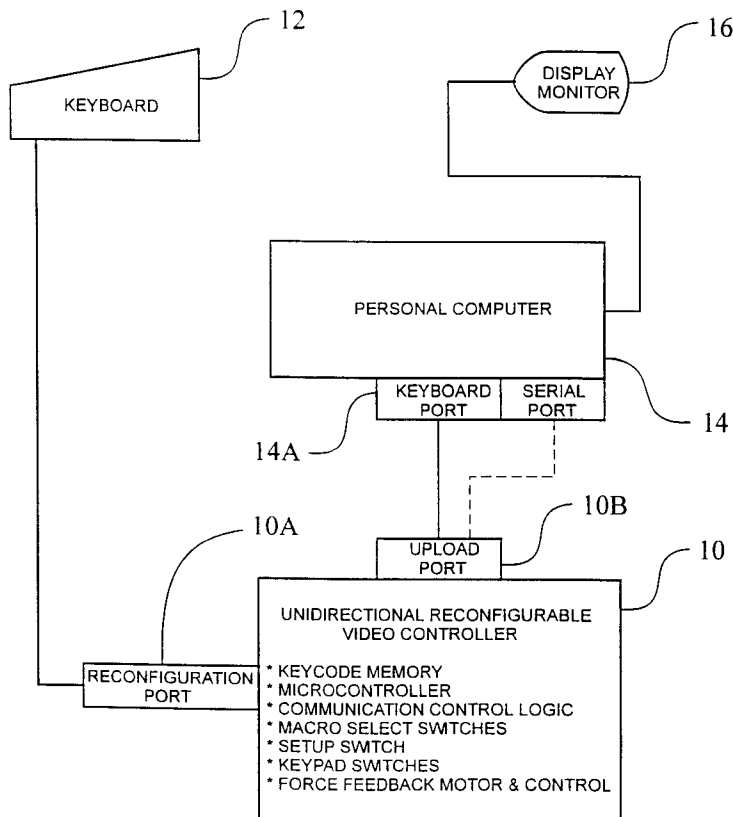 12
16
KEYBOARD
DISPLAY
MONITOR
PERSONAL COMPUTER
KEYBOARD
PORT
SERIAL
PORT
14A
14
10A
10B
10
UPLOAD
PORT
UNIDIRECTIONAL RECONFIGURABLE
VIDEO CONTROLLER
RECONFIGURATION
PORT
* KEYCODE MEMORY
* MICROCONTROLLER
* COMMUNICATION CONTROL LOGIC
* MACRO SELECT SWITCHES
* SETUP SWITCH
* KEYPAD SWITCHES
* FORCE FEEDBACK MOTOR & CONTROL